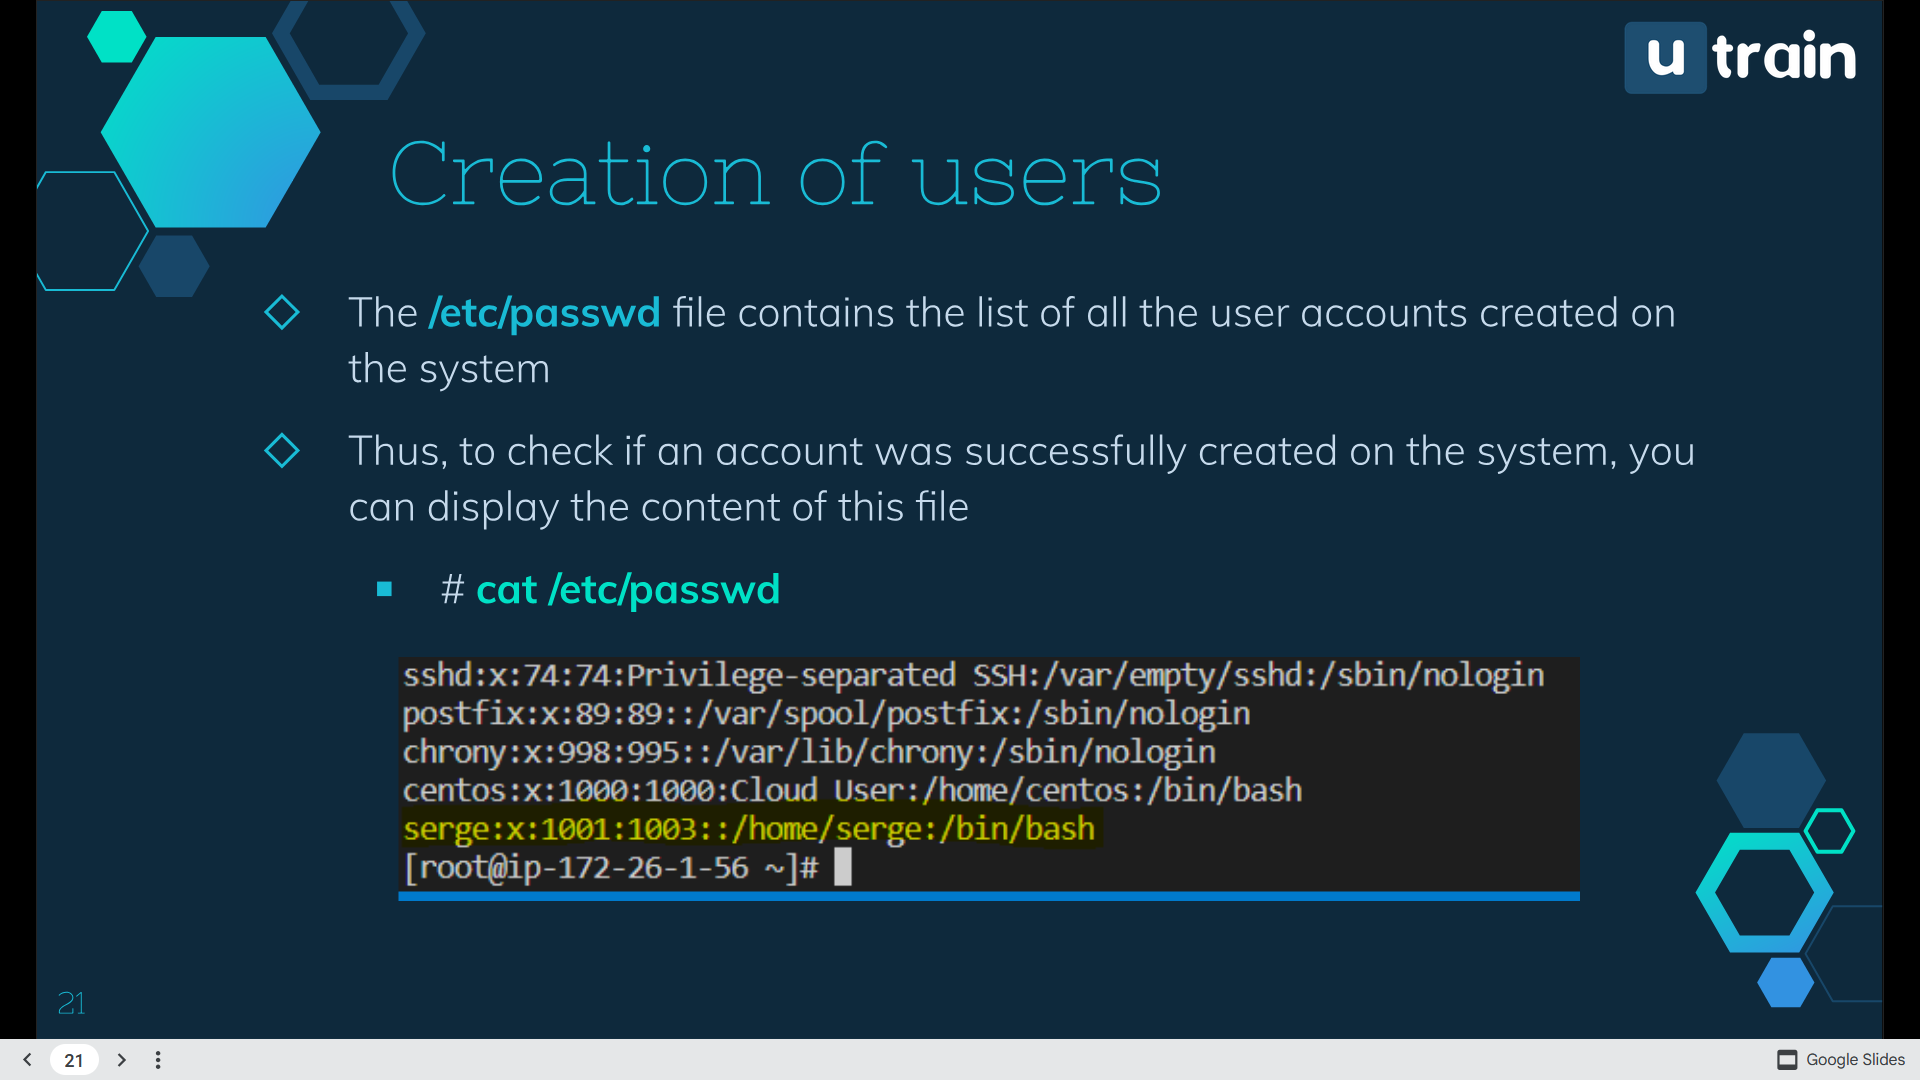 u train
Creation of users
The /etc/passwd file contains the list of all the user accounts created on
the system
Thus, to check if an account was successfully created on the system, you
can display the content of this file
# cat /etc/passwd
sshd:x:74:74:Privilege-separated SSH:/var/empty/sshd:/sbin/nologin
postfix:x:89:89::/var/spool/postfix:/sbin/nologin
chrony:x:998:995::/var/lib/chrony:/sbin/nologin
centos:x:1000:1000:Cloud User:/home/centos:/bin/bash
serge:x:1001:1003::/home/serge:/bin/bash
[root@ip-172-26-1-56 ~]#
21
21
Google Slides